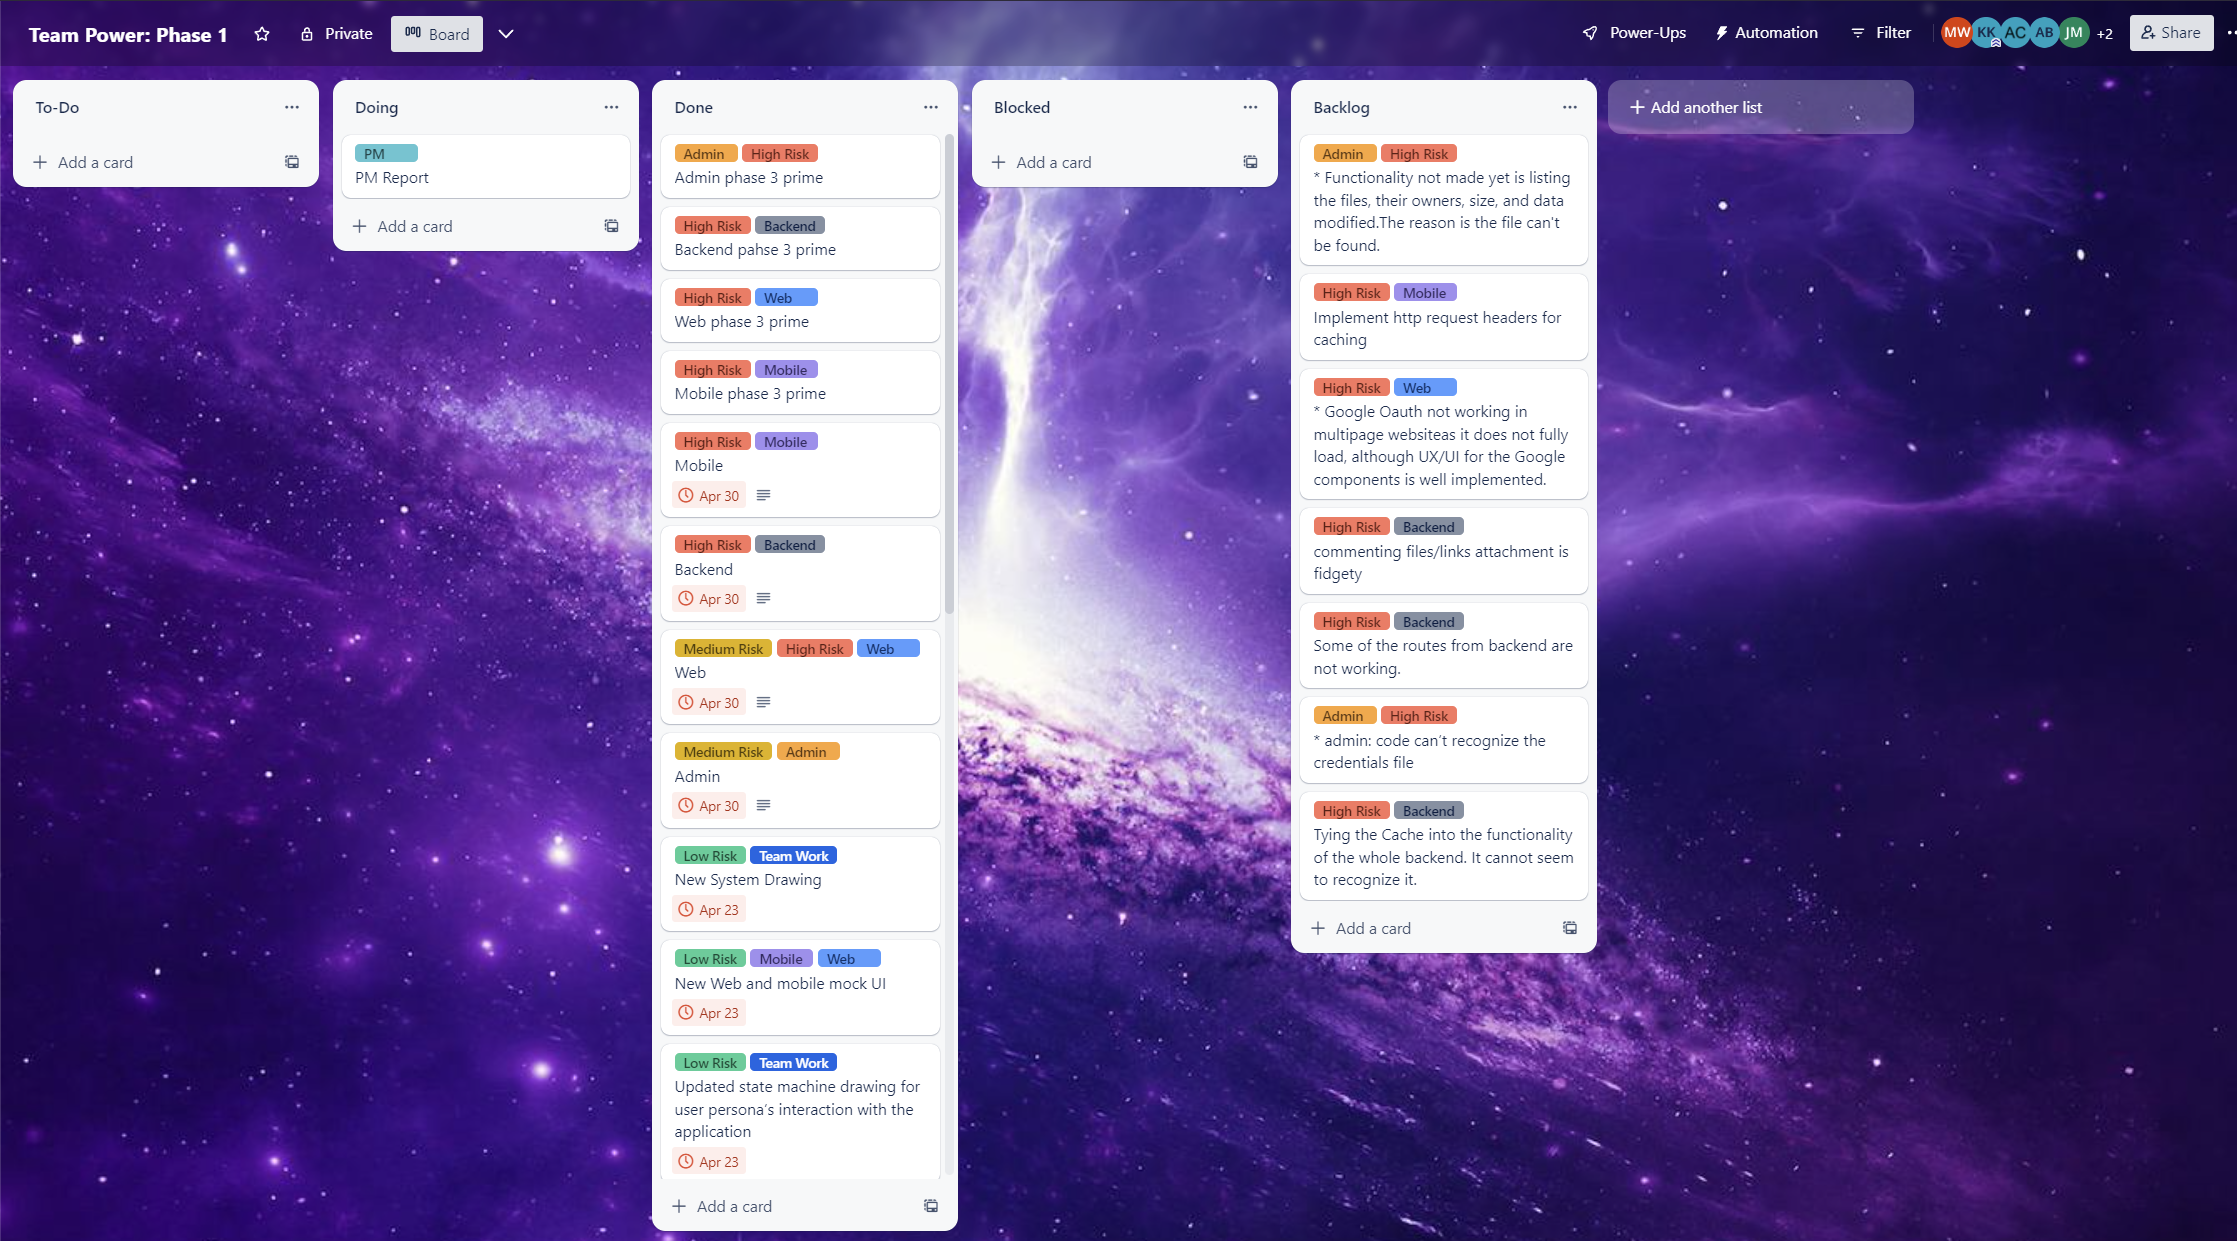 Team Power: Phase 1
Private
Board
Power-Ups
Automation
Filter
MW
KK
AC
AB
JM
+2
Share
To-Do
Add a card
Doing
PM
PM Report
Add a card
Done
Admin High Risk
Admin phase 3 prime
High Risk Backend
Backend pahse 3 prime
High Risk Web
Web phase 3 prime
High Risk Mobile
Mobile phase 3 prime
High Risk Mobile
Mobile
Apr 30
High Risk Backend
Backend
Apr 30
Medium Risk High Risk Web
Web
Apr 30
Medium Risk Admin
Admin
Apr 30
Low Risk Team Work
New System Drawing
Apr 23
Low Risk Mobile Web
New Web and mobile mock UI
Apr 23
Low Risk Team Work
Updated state machine drawing for
user persona's interaction with the
application
Apr 23
Add a card
Blocked
Add a card
Backlog
Admin High Risk
* Functionality not made yet is listing
the files, their owners, size, and data
modified.The reason is the file can't
be found.
High Risk Mobile
Implement http request headers for
caching
High Risk Web
* Google Oauth not working in
multipage websiteas it does not fully
load, although UX/UI for the Google
components is well implemented.
High Risk Backend
commenting files/links attachment is
fidgety
High Risk Backend
Some of the routes from backend are
not working.
Admin High Risk
* admin: code can't recognize the
credentials file
High Risk Backend
Tying the Cache into the functionality
of the whole backend. It cannot seem
to recognize it.
Add a card
Add another list